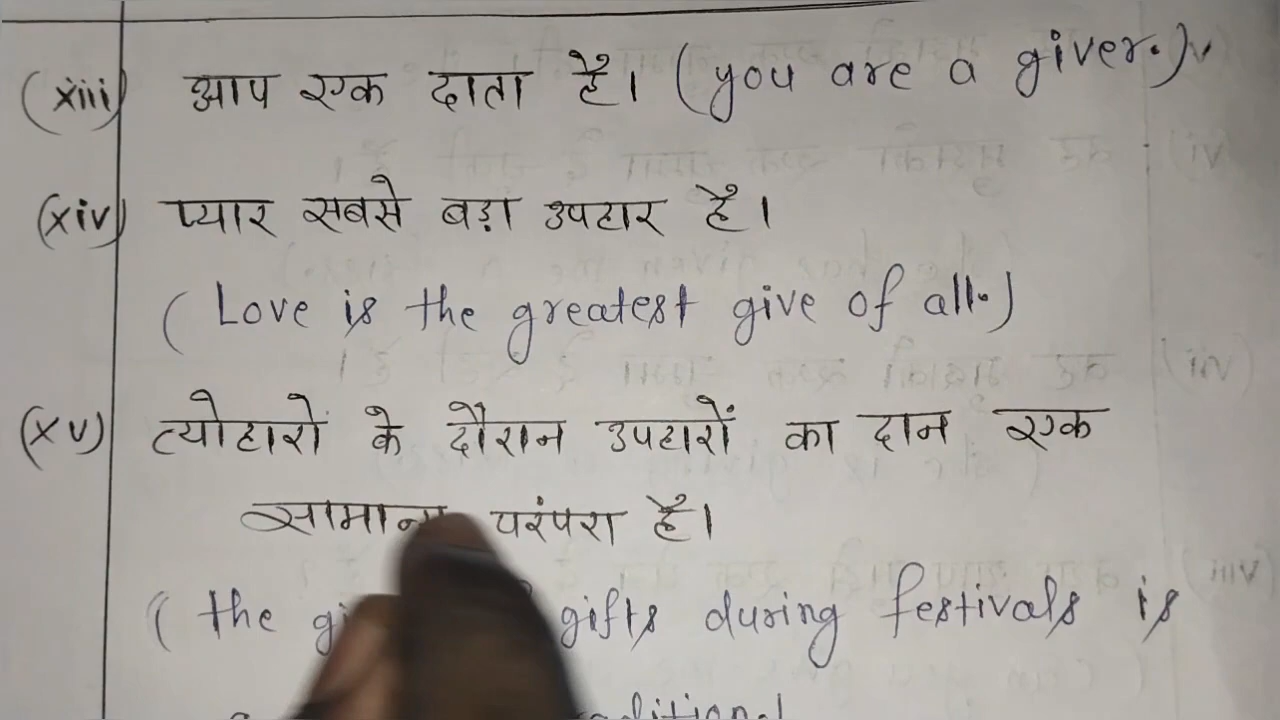 (xiii) आप एक दाता हैं। (you are a giver.)
(xiv) प्यार सबसे बड़ा उपहार है।
(Love is the greatest give of all.)
(xv) त्योहारों के दौरान उपहारों का दान एक
सामान्य परंपरा है।
(the gifts during festivals is